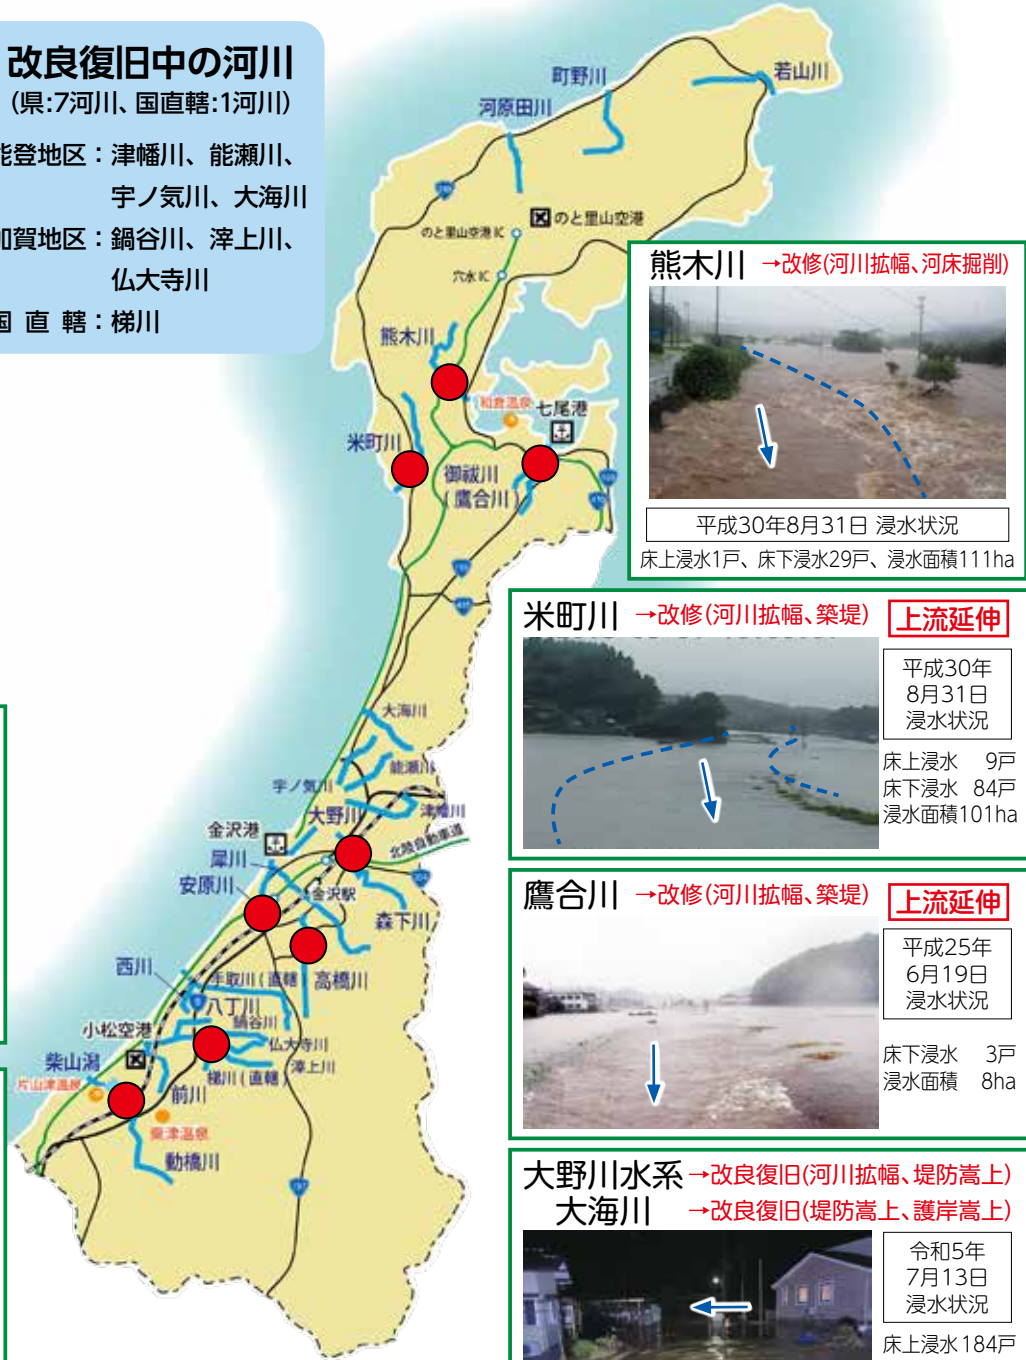 改良復旧中の河川
(県:7河川、国直轄:1河川)
能登地区：津幡川、能瀬川、
宇ノ気川、大海川
加賀地区：鍋谷川、滓上川、
仏大寺川
国直轄：梯川
若山川
町野川
河原田川
のと里山空港
のと里山空港IC
穴水IC
熊木川
和倉温泉
七尾港
米町川
御祓川
(鷹合川)
大海川
能瀬川
宇ノ気川
津幡川
大野川
金沢港
北陸自動車道
犀川
金沢駅
安原川
森下川
西川
手取川(直轄)
高橋川
八丁川
鍋谷川
小松空港
仏大寺川
滓上川
梯川(直轄)
柴山潟
片山津温泉
前川
粟津温泉
動橋川
熊木川 →改修(河川拡幅、河床掘削)
平成30年8月31日 浸水状況
床上浸水1戸、床下浸水29戸、浸水面積111ha
米町川 →改修(河川拡幅、築堤) 上流延伸
平成30年
8月31日
浸水状況
床上浸水 9戸
床下浸水 84戸
浸水面積101ha
鷹合川 →改修(河川拡幅、築堤) 上流延伸
平成25年
6月19日
浸水状況
床下浸水 3戸
浸水面積 8ha
大野川水系 →改良復旧(河川拡幅、堤防嵩上)
大海川 →改良復旧(堤防嵩上、護岸嵩上)
令和5年
7月13日
浸水状況
床上浸水184戸